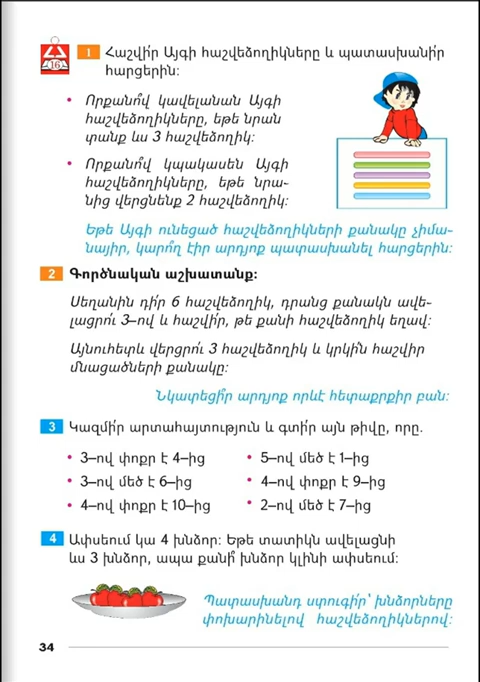 16
1 Հաշվի՛ր Այգի հաշվեձողիկները և պատասխանի՛ր
հարցերին։
• Որքանո՞վ կավելանան Այգի
հաշվեձողիկները, եթե նրան
տանք ևս 3 հաշվեձողիկ։
• Որքանո՞վ կպակասեն Այգի
հաշվեձողիկները, եթե նրա–
նից վերցնենք 2 հաշվեձողիկ։
Եթե Այգի ունեցած հաշվեձողիկների քանակը չիմա–
նայիր, կարո՞ղ էիր արդյոք պատասխանել հարցերին։
2 Գործնական աշխատանք։
Սեղանին դի՛ր 6 հաշվեձողիկ, դրանց քանակն ավե–
լացրո՛ւ 3–ով և հաշվի՛ր, թե քանի հաշվեձողիկ եղավ։
Այնուհետև վերցրո՛ւ 3 հաշվեձողիկ և կրկի՛ն հաշվիր
մնացածների քանակը։
Նկատեցի՞ր արդյոք որևէ հետաքրքիր բան։
3 Կազմի՛ր արտահայտություն և գտի՛ր այն թիվը, որը.
• 3–ով փոքր է 4–ից
• 5–ով մեծ է 1–ից
• 3–ով մեծ է 6–ից
• 4–ով փոքր է 9–ից
• 4–ով փոքր է 10–ից
• 2–ով մեծ է 7–ից
4 Ափսեում կա 4 խնձոր։ Եթե տատիկն ավելացնի
ևս 3 խնձոր, ապա քանի՞ խնձոր կլինի ափսեում։
Պատասխանդ ստուգի՛ր՝ խնձորները
փոխարինելով հաշվեձողիկներով։
34